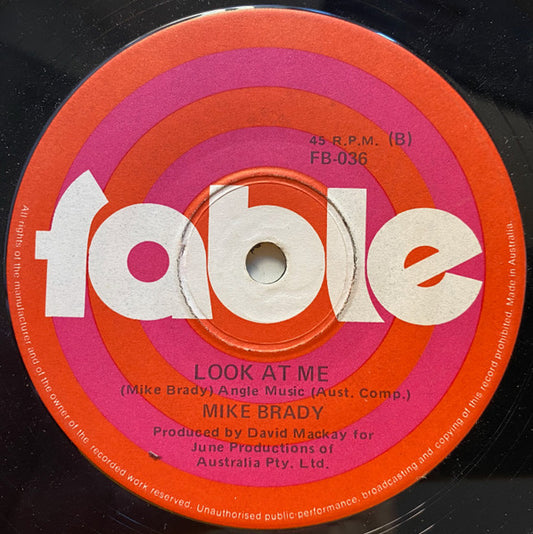 45 R.P.M. (B)
FB-036
fable
LOOK AT ME
(Mike Brady) Angle Music (Aust. Comp.)
MIKE BRADY
Produced by David Mackay for
June Productions of
Australia Pty. Ltd.
All rights of the manufacturer and of the owner of the recorded work reserved. Unauthorised public performance, broadcasting and copying of this record prohibited. Made in Australia.